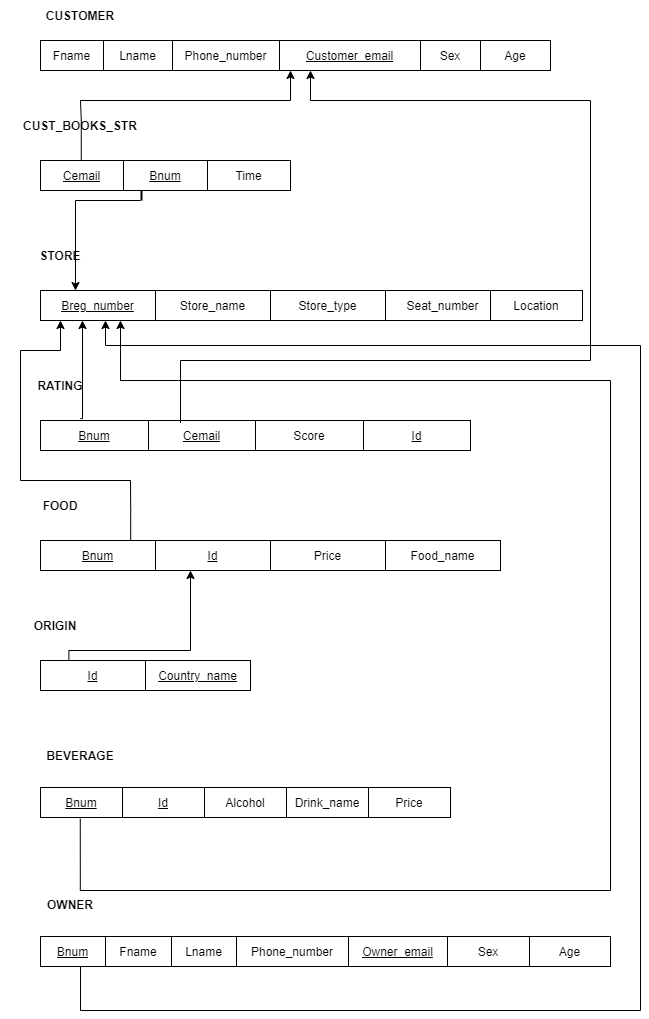 CUSTOMER
Fname Lname Phone_number Customer_email Sex Age
CUST_BOOKS_STR
Cemail Bnum Time
STORE
Breg_number Store_name Store_type Seat_number Location
RATING
Bnum Cemail Score Id
FOOD
Bnum Id Price Food_name
ORIGIN
Id Country_name
BEVERAGE
Bnum Id Alcohol Drink_name Price
OWNER
Bnum Fname Lname Phone_number Owner_email Sex Age